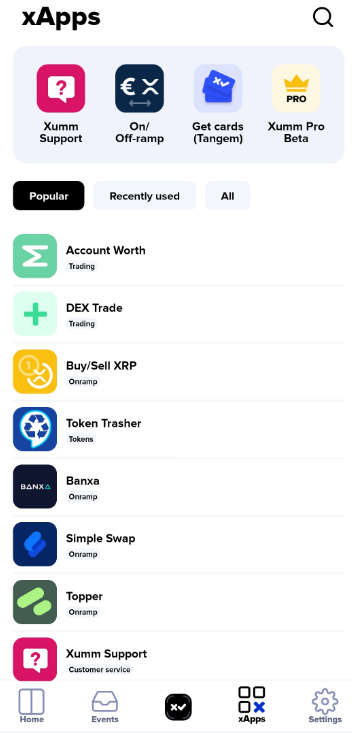 xApps
Xumm
Support
On/
Off-ramp
Get cards
(Tangem)
PRO
Xumm Pro
Beta
Popular
Recently used
All
Account Worth
Trading
DEX Trade
Trading
Buy/Sell XRP
Onramp
Token Trasher
Tokens
BANXA
Banxa
Onramp
Simple Swap
Onramp
Topper
Onramp
Xumm Support
Customer service
Home
Events
xApps
Settings